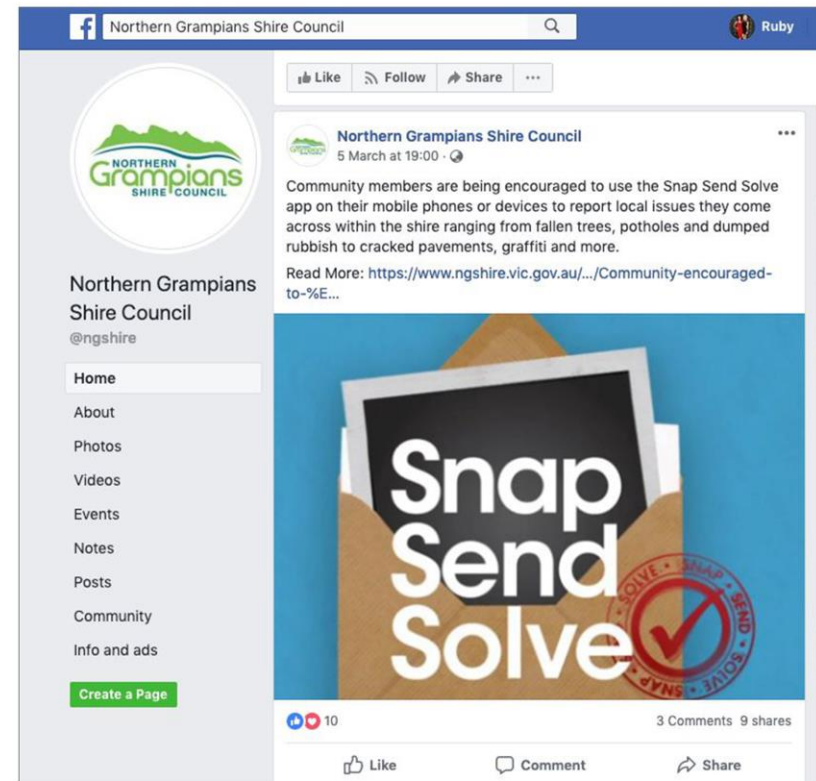 Northern Grampians Shire Council
Ruby
NORTHERN
Grampians
SHIRE COUNCIL
Northern Grampians
Shire Council
@ngshire
Home
About
Photos
Videos
Events
Notes
Posts
Community
Info and ads
Create a Page
Like Follow Share ...
Northern Grampians Shire Council
5 March at 19:00 ·
Community members are being encouraged to use the Snap Send Solve
app on their mobile phones or devices to report local issues they come
across within the shire ranging from fallen trees, potholes and dumped
rubbish to cracked pavements, graffiti and more.
Read More: https://www.ngshire.vic.gov.au/.../Community-encouraged-
to-%E...
Snap
Send
Solve
SOLVE • SNAP • SEND • SOLVE • SNAP •
10
3 Comments 9 shares
Like Comment Share